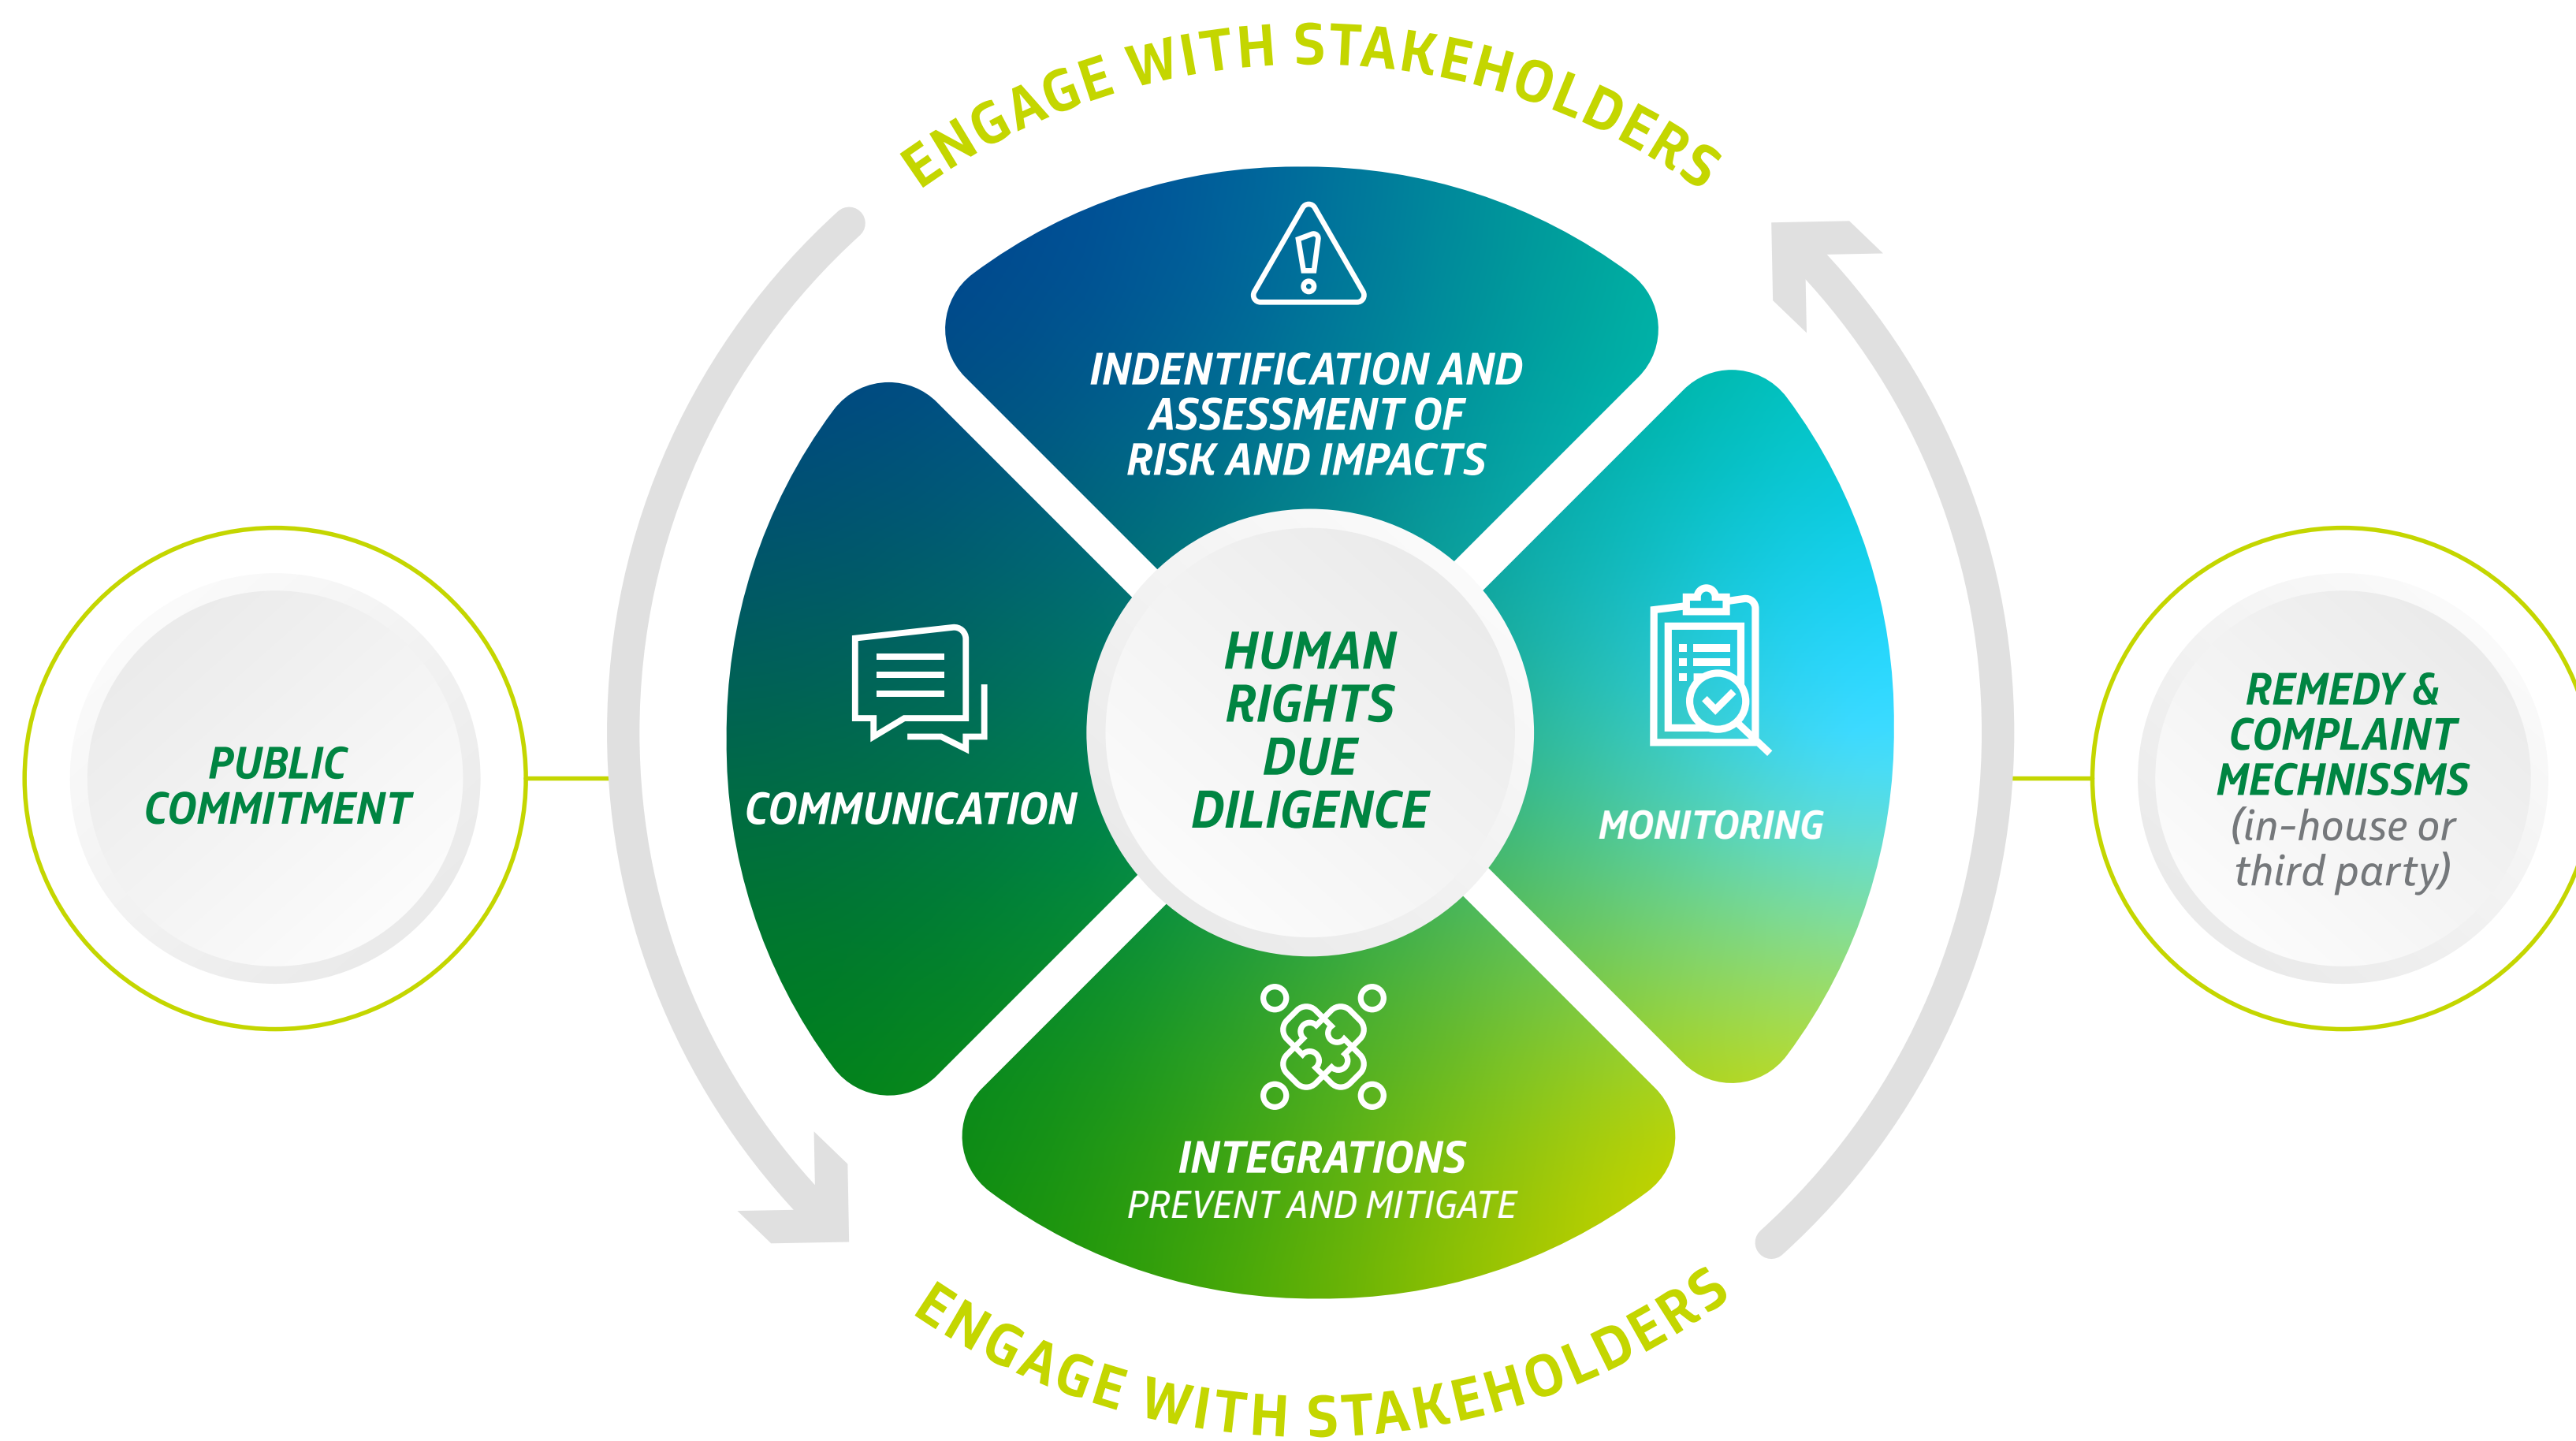 ENGAGE WITH STAKEHOLDERS
INDENTIFICATION AND
ASSESSMENT OF
RISK AND IMPACTS
PUBLIC
COMMITMENT
COMMUNICATION
HUMAN
RIGHTS
DUE
DILIGENCE
MONITORING
REMEDY &
COMPLAINT
MECHNISSMS
(in-house or
third party)
INTEGRATIONS
PREVENT AND MITIGATE
ENGAGE WITH STAKEHOLDERS